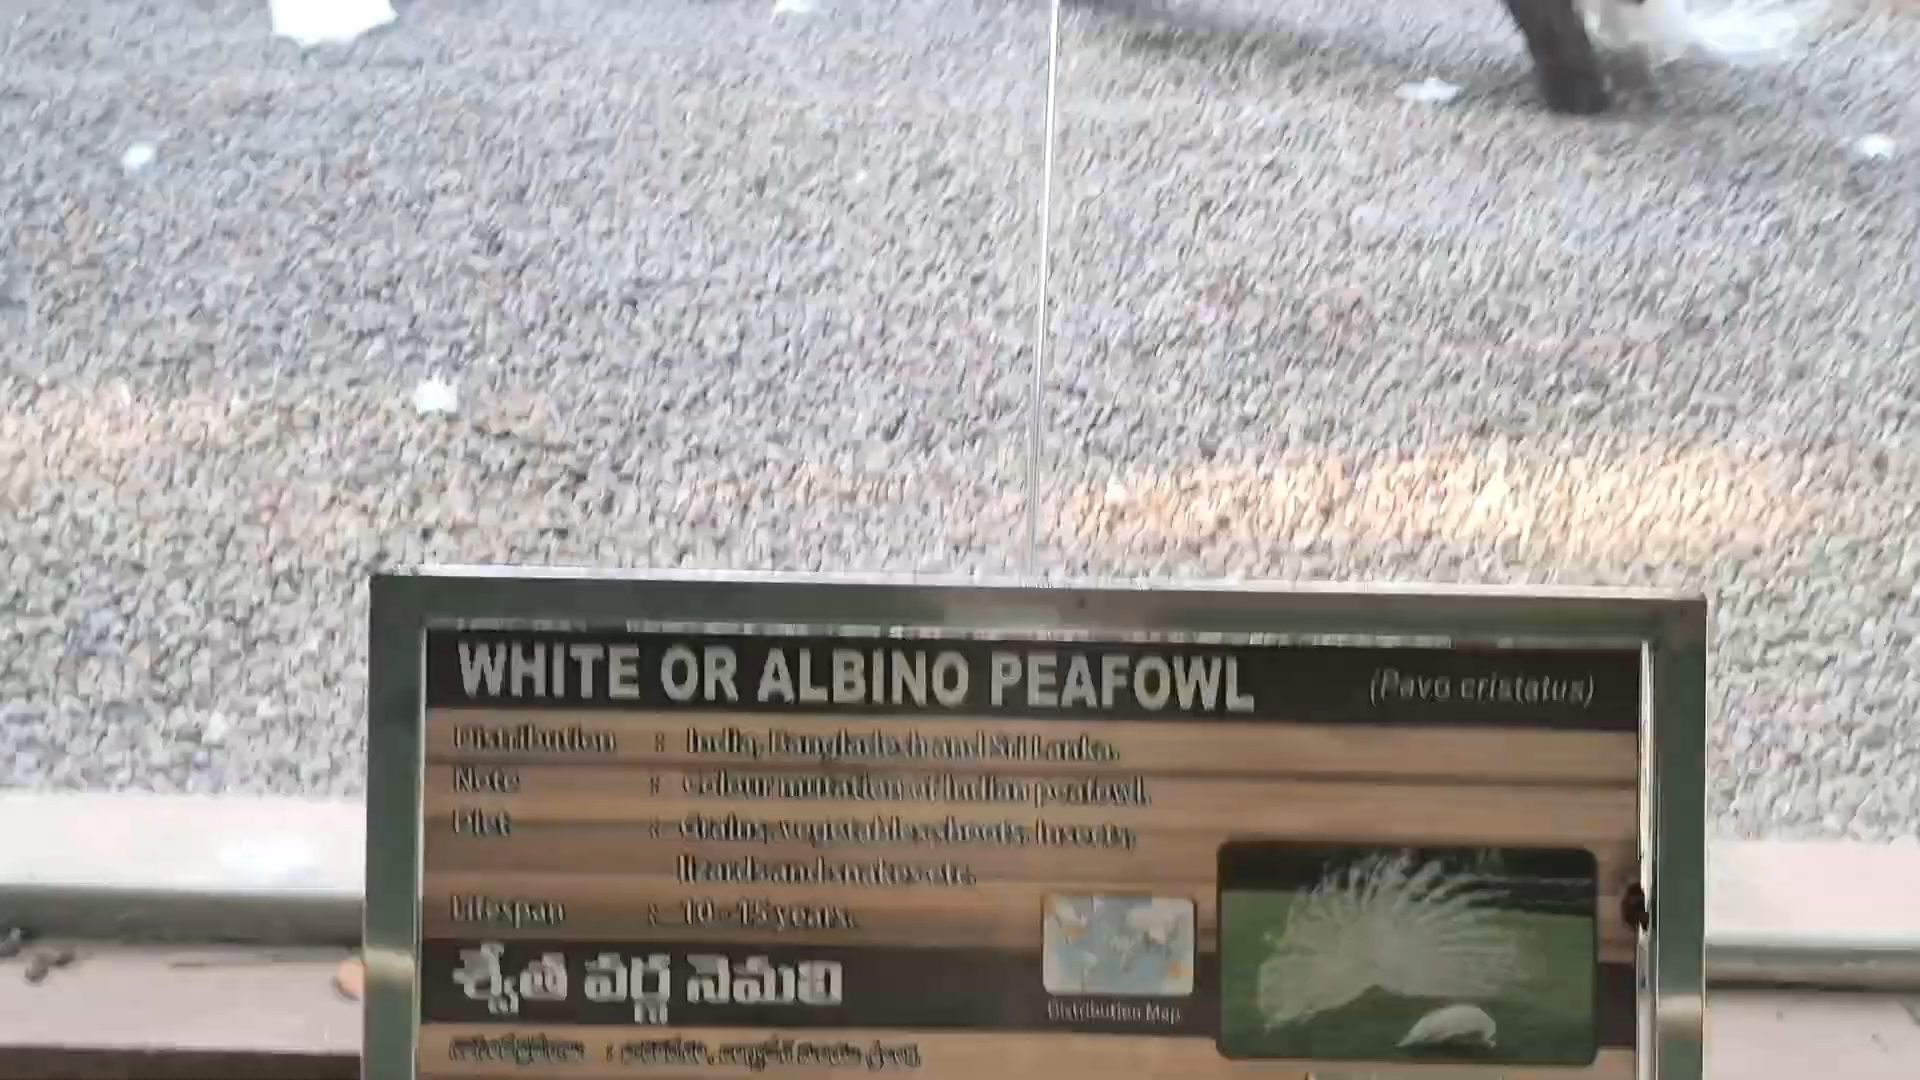 WHITE OR ALBINO PEAFOWL (Pavo cristatus)
Distribution : India, Bangladesh and Sri Lanka.
Note : Colour mutation of Indian peafowl.
Diet : Grains, vegetables, shoots, insects,
lizards and snakes etc.
Lifespan : 10 - 15 years.
శ్వేత వర్ణ నెమలి
Distribution Map